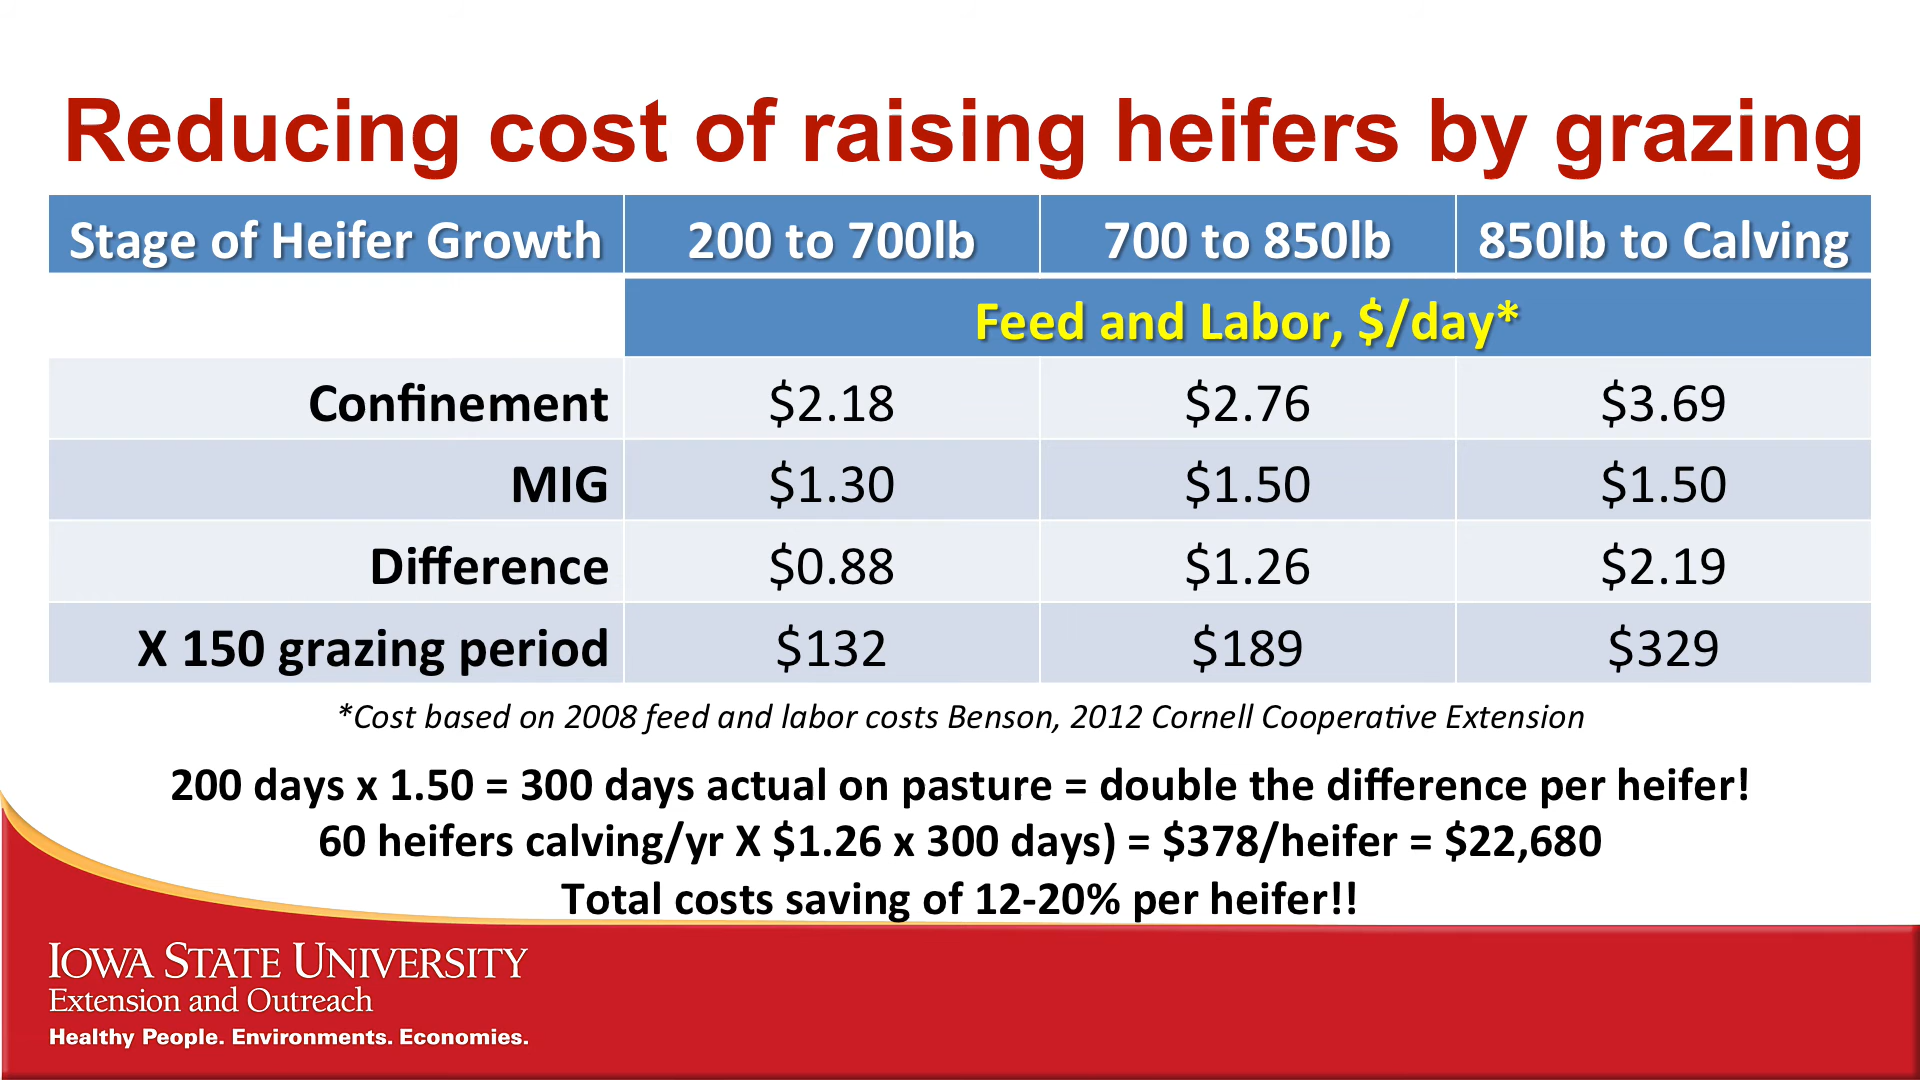 Reducing cost of raising heifers by grazing
Stage of Heifer Growth 200 to 700lb 700 to 850lb 850lb to Calving
Feed and Labor, $/day*
Confinement $2.18 $2.76 $3.69
MIG $1.30 $1.50 $1.50
Difference $0.88 $1.26 $2.19
X 150 grazing period $132 $189 $329
*Cost based on 2008 feed and labor costs Benson, 2012 Cornell Cooperative Extension
200 days x 1.50 = 300 days actual on pasture = double the difference per heifer!
60 heifers calving/yr X $1.26 x 300 days) = $378/heifer = $22,680
Total costs saving of 12-20% per heifer!!
IOWA STATE UNIVERSITY
Extension and Outreach
Healthy People. Environments. Economies.